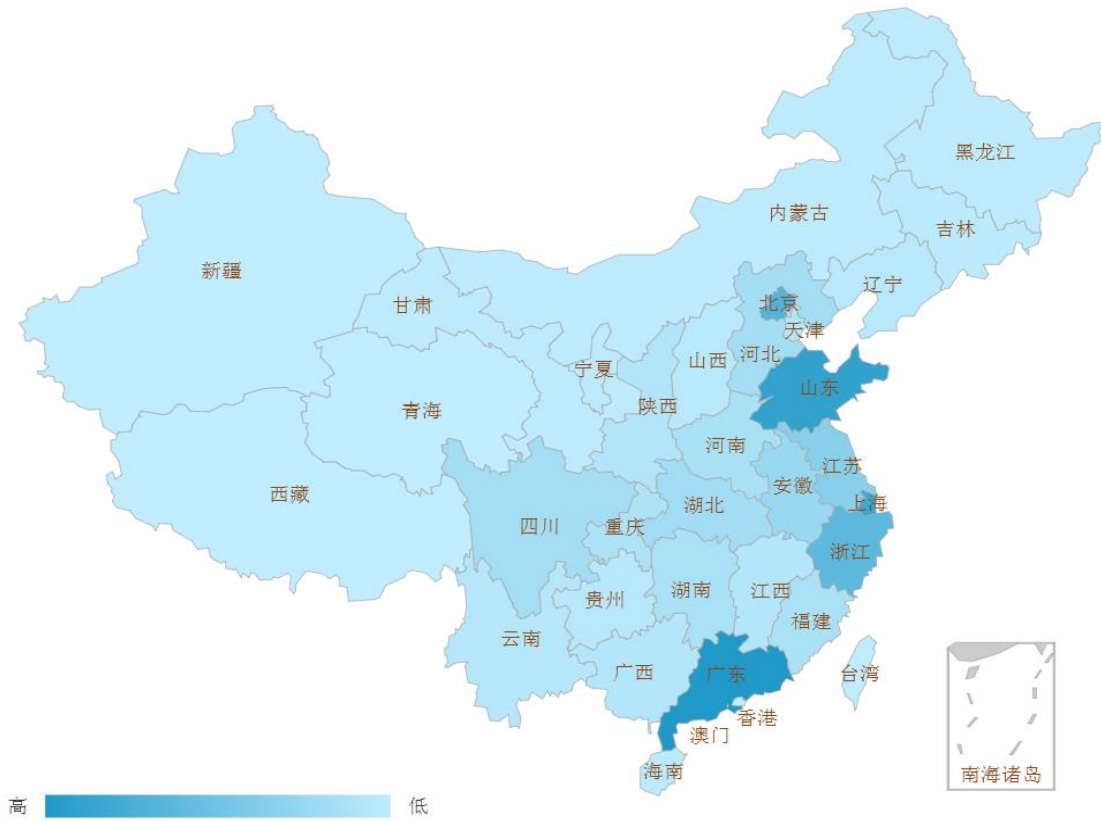 黑龙江
内蒙古
吉林
新疆
辽宁
甘肃
北京
天津
山西
河北
宁夏
山东
青海
陕西
河南
江苏
安徽
西藏
上海
湖北
四川
重庆
浙江
湖南
江西
贵州
福建
云南
广西
广东
台湾
香港
澳门
海南
南海诸岛
高
低